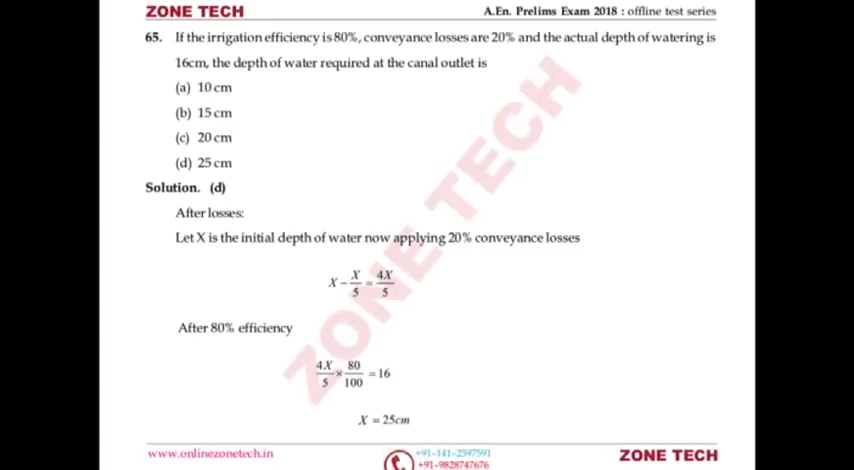 ZONE TECH A.En. Prelims Exam 2018 : offline test series
65. If the irrigation efficiency is 80%, conveyance losses are 20% and the actual depth of watering is
16cm, the depth of water required at the canal outlet is
(a) 10 cm
(b) 15 cm
(c) 20 cm
(d) 25 cm
Solution. (d)
After losses:
Let X is the initial depth of water now applying 20% conveyance losses
X − X/5 = 4X/5
After 80% efficiency
4X/5 × 80/100 = 16
X = 25cm
ZONE TECH
www.onlinezonetech.in +91-141-2597591 ZONE TECH
+91-9828747676